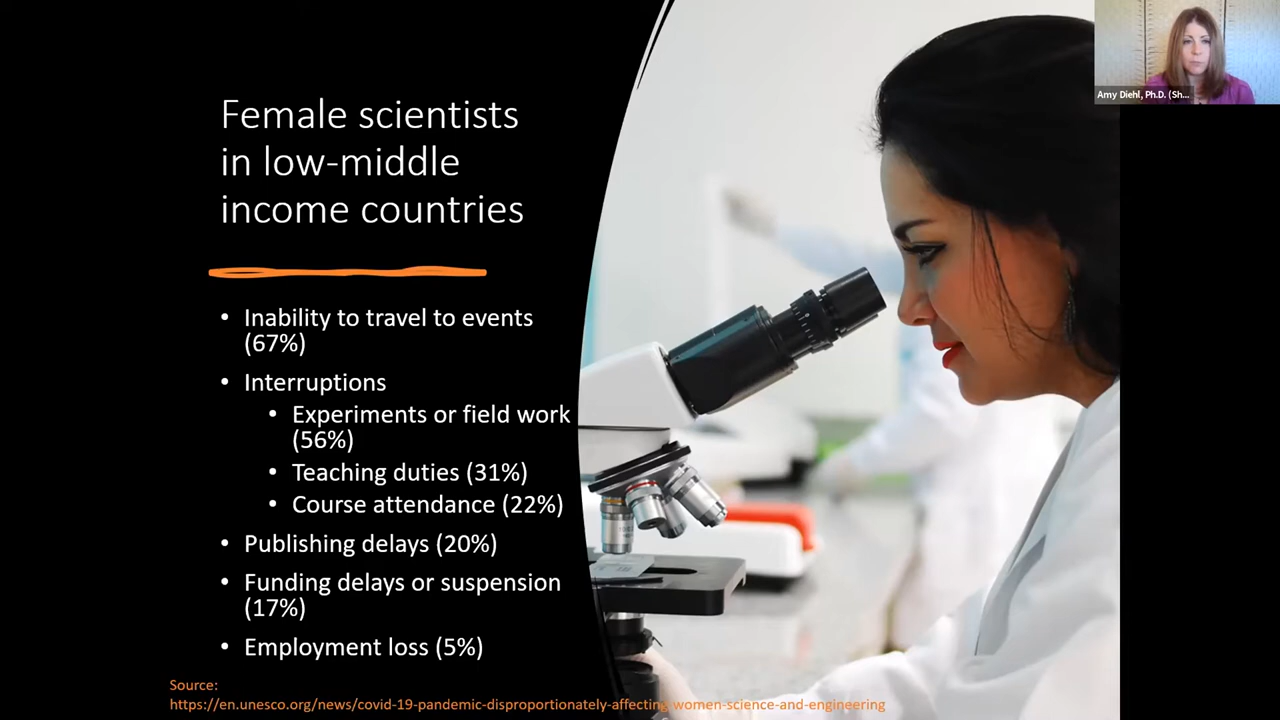 Female scientists
in low-middle
income countries
• Inability to travel to events
(67%)
• Interruptions
• Experiments or field work
(56%)
• Teaching duties (31%)
• Course attendance (22%)
• Publishing delays (20%)
• Funding delays or suspension
(17%)
• Employment loss (5%)
Source:
https://en.unesco.org/news/covid-19-pandemic-disproportionately-affecting-women-science-and-engineering
Amy Diehl, Ph.D. (Sh...